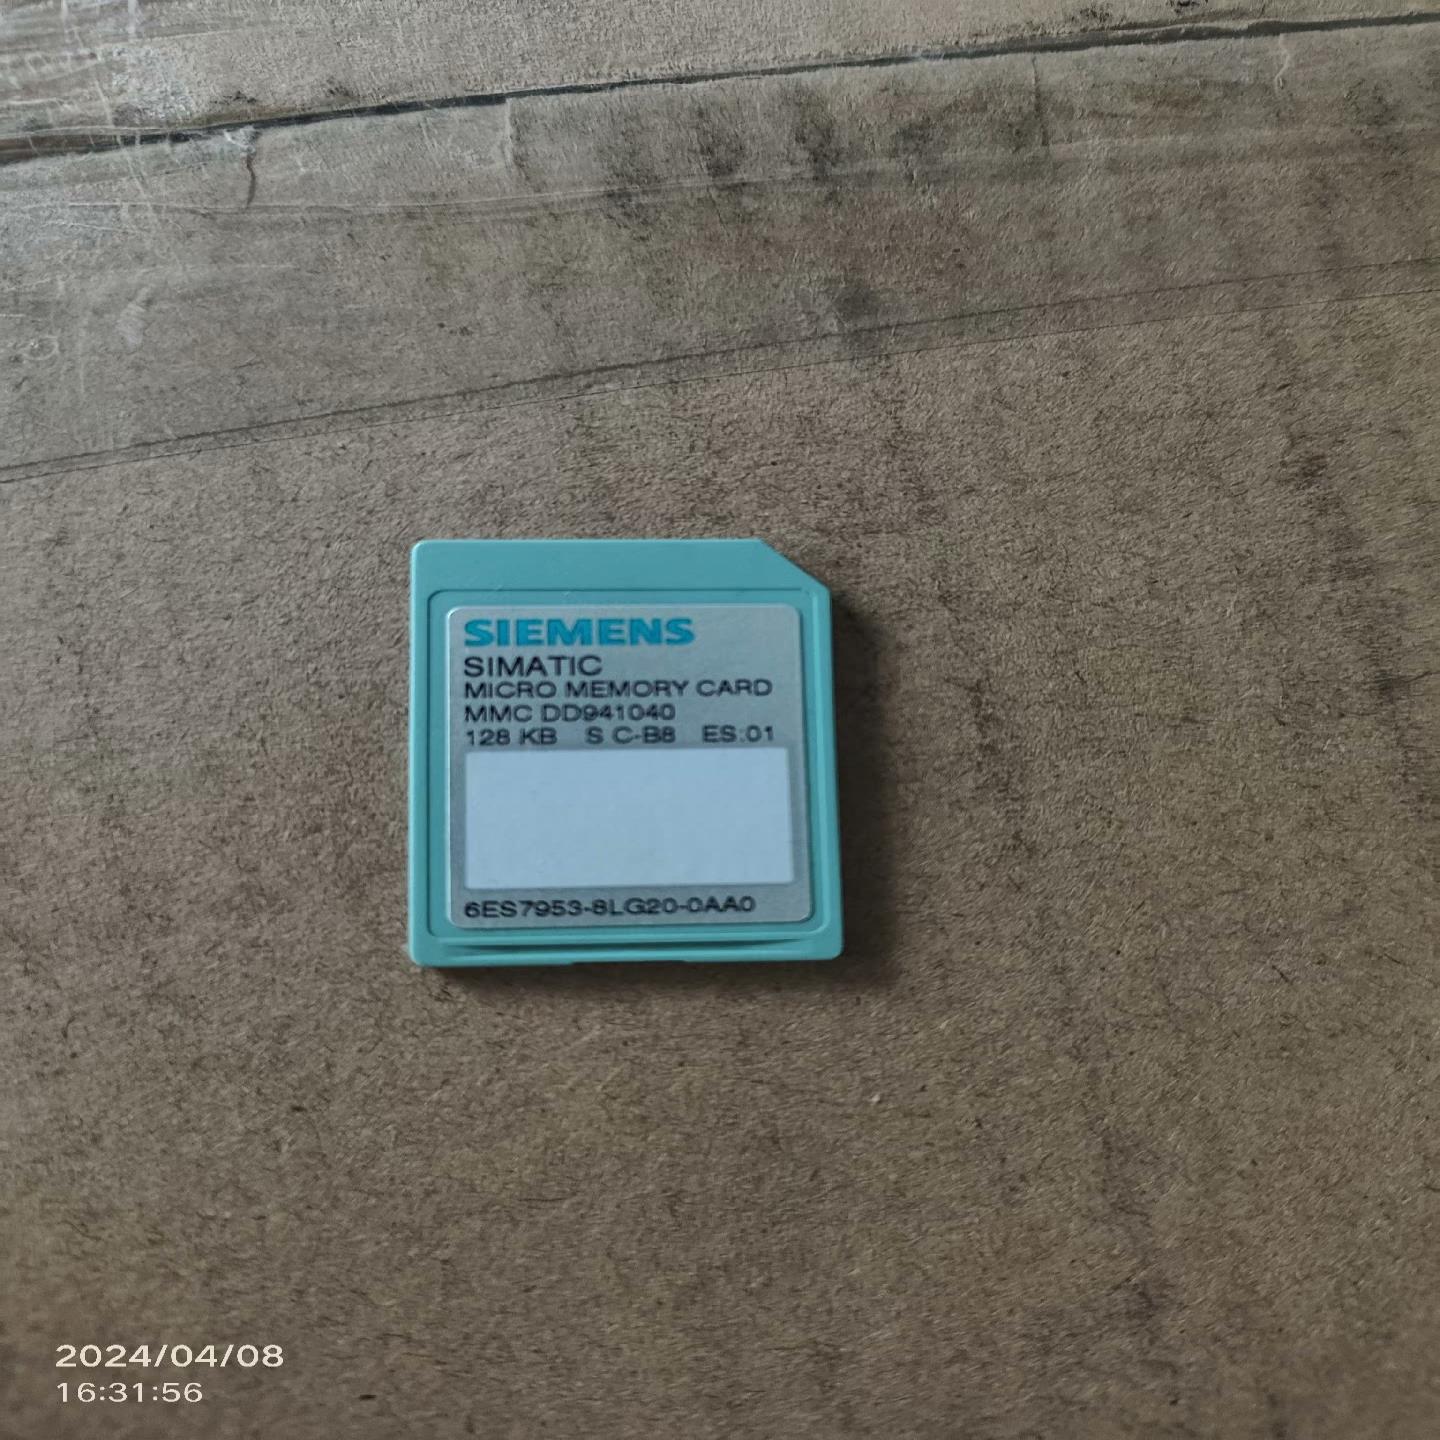 SIEMENS
SIMATIC
MICRO MEMORY CARD
MMC DD941040
128 KB S C-B8 ES:01
6ES7953-8LG20-0AA0
2024/04/08
16:31:56